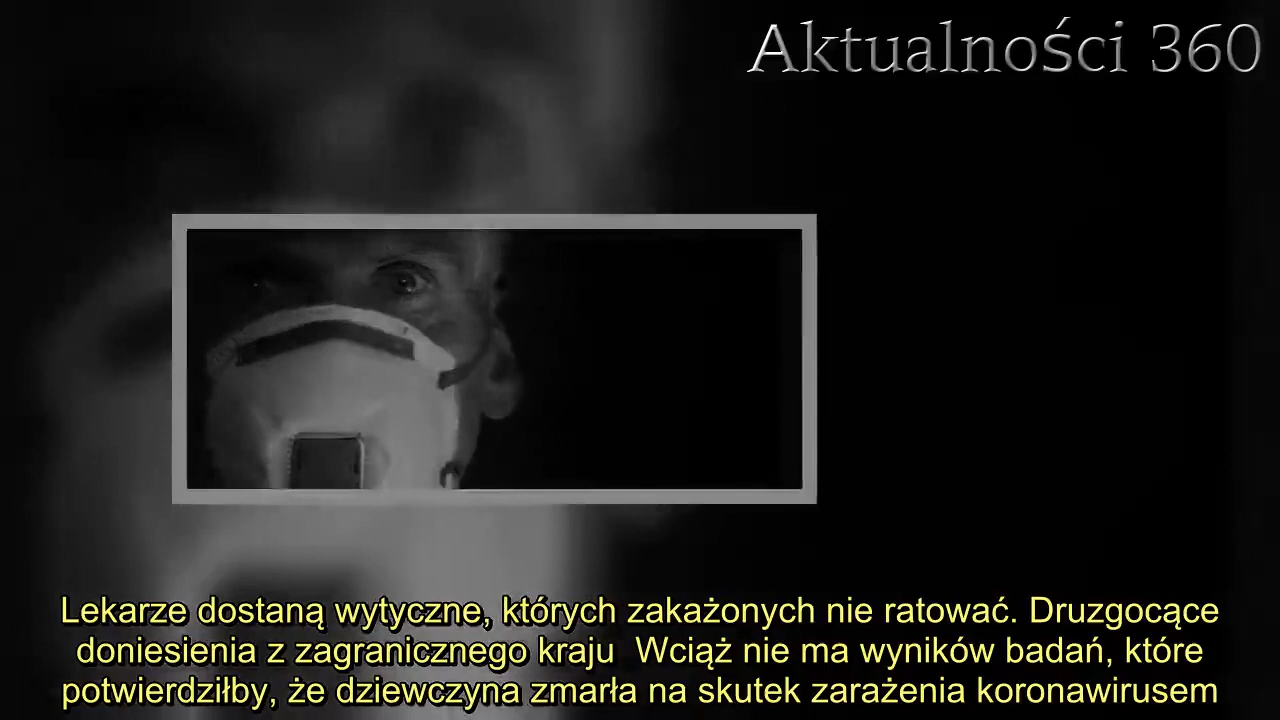 Aktualności 360
Lekarze dostaną wytyczne, których zakażonych nie ratować. Druzgocące
doniesienia z zagranicznego kraju  Wciąż nie ma wyników badań, które
potwierdziłby, że dziewczyna zmarła na skutek zarażenia koronawirusem